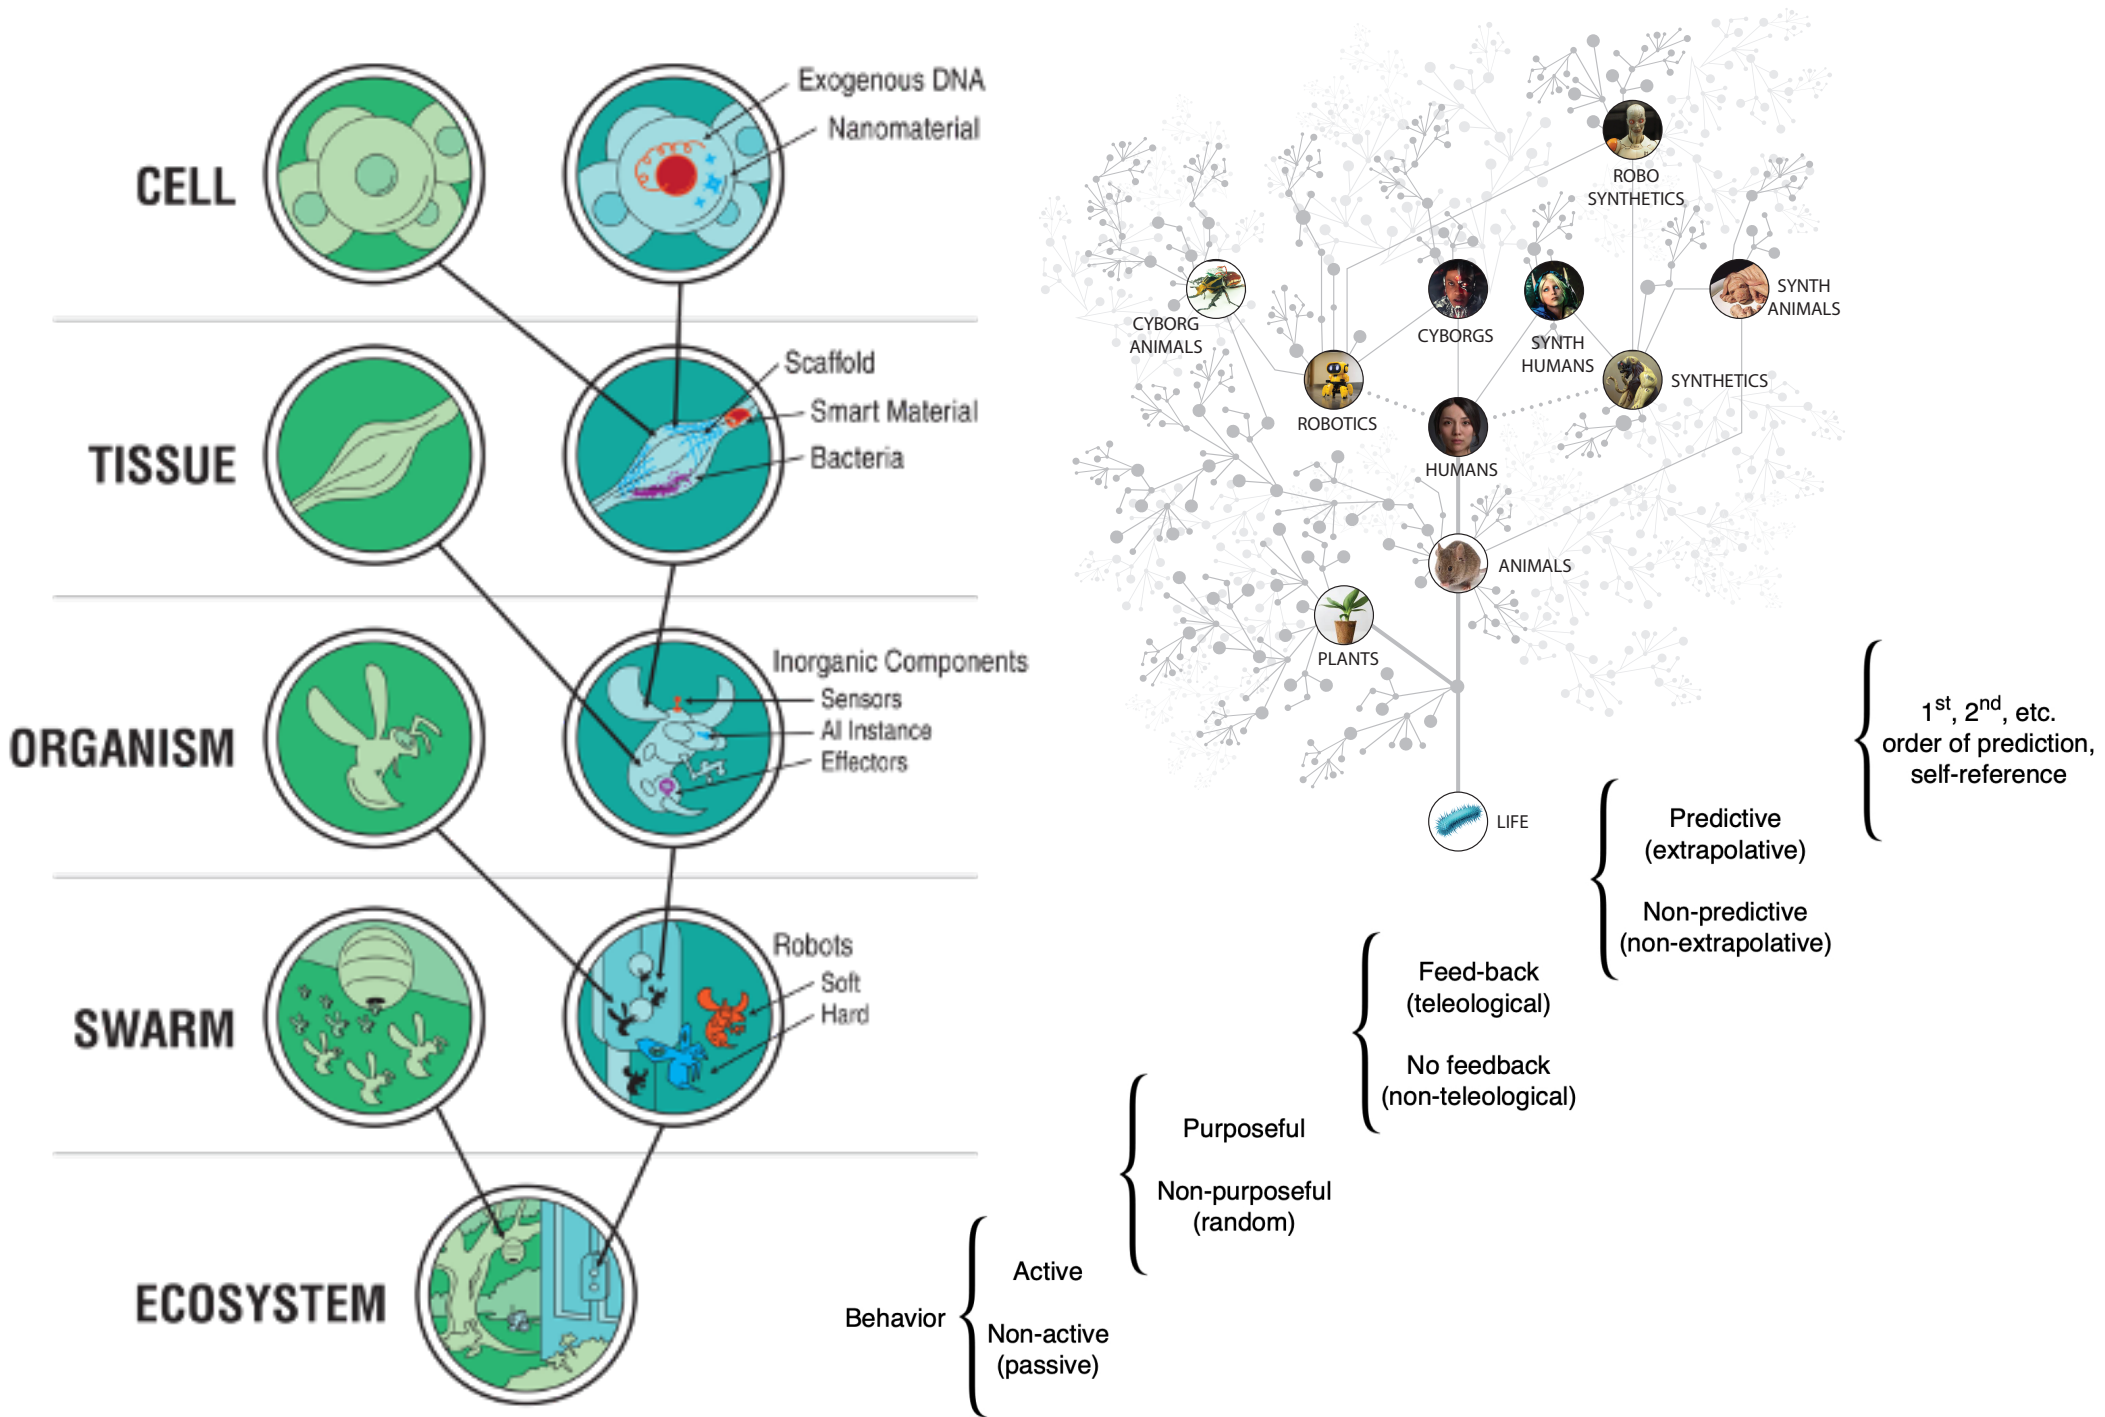 CELL
Exogenous DNA
Nanomaterial
TISSUE
Scaffold
Smart Material
Bacteria
ORGANISM
Inorganic Components
Sensors
AI Instance
Effectors
SWARM
Robots
Soft
Hard
ECOSYSTEM
ROBO
SYNTHETICS
CYBORG
ANIMALS
CYBORGS
SYNTH
HUMANS
SYNTH
ANIMALS
ROBOTICS
SYNTHETICS
HUMANS
ANIMALS
PLANTS
LIFE
Behavior
Active
Non-active
(passive)
Purposeful
Non-purposeful
(random)
Feed-back
(teleological)
No feedback
(non-teleological)
Predictive
(extrapolative)
Non-predictive
(non-extrapolative)
1st, 2nd, etc.
order of prediction,
self-reference